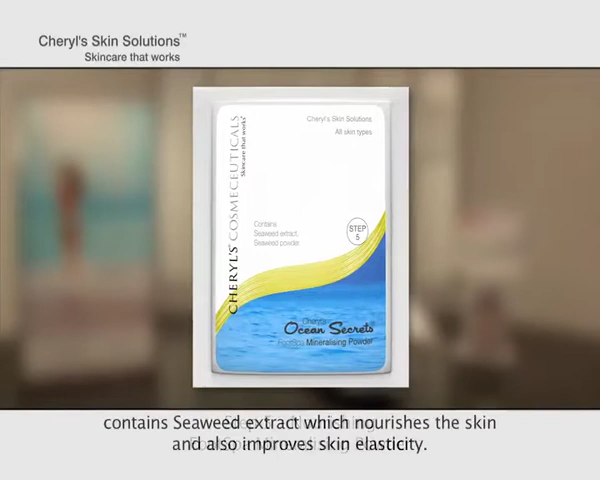 Cheryl's Skin Solutions™
Skincare that works
CHERYL'S COSMECEUTICALS
Skincare that works
Cheryl's Skin Solutions
All skin types
Contains
Seaweed extract,
Seaweed powder
STEP
5
Cheryl's
Ocean Secrets
FootSpa Mineralising Powder
contains Seaweed extract which nourishes the skin
and also improves skin elasticity.